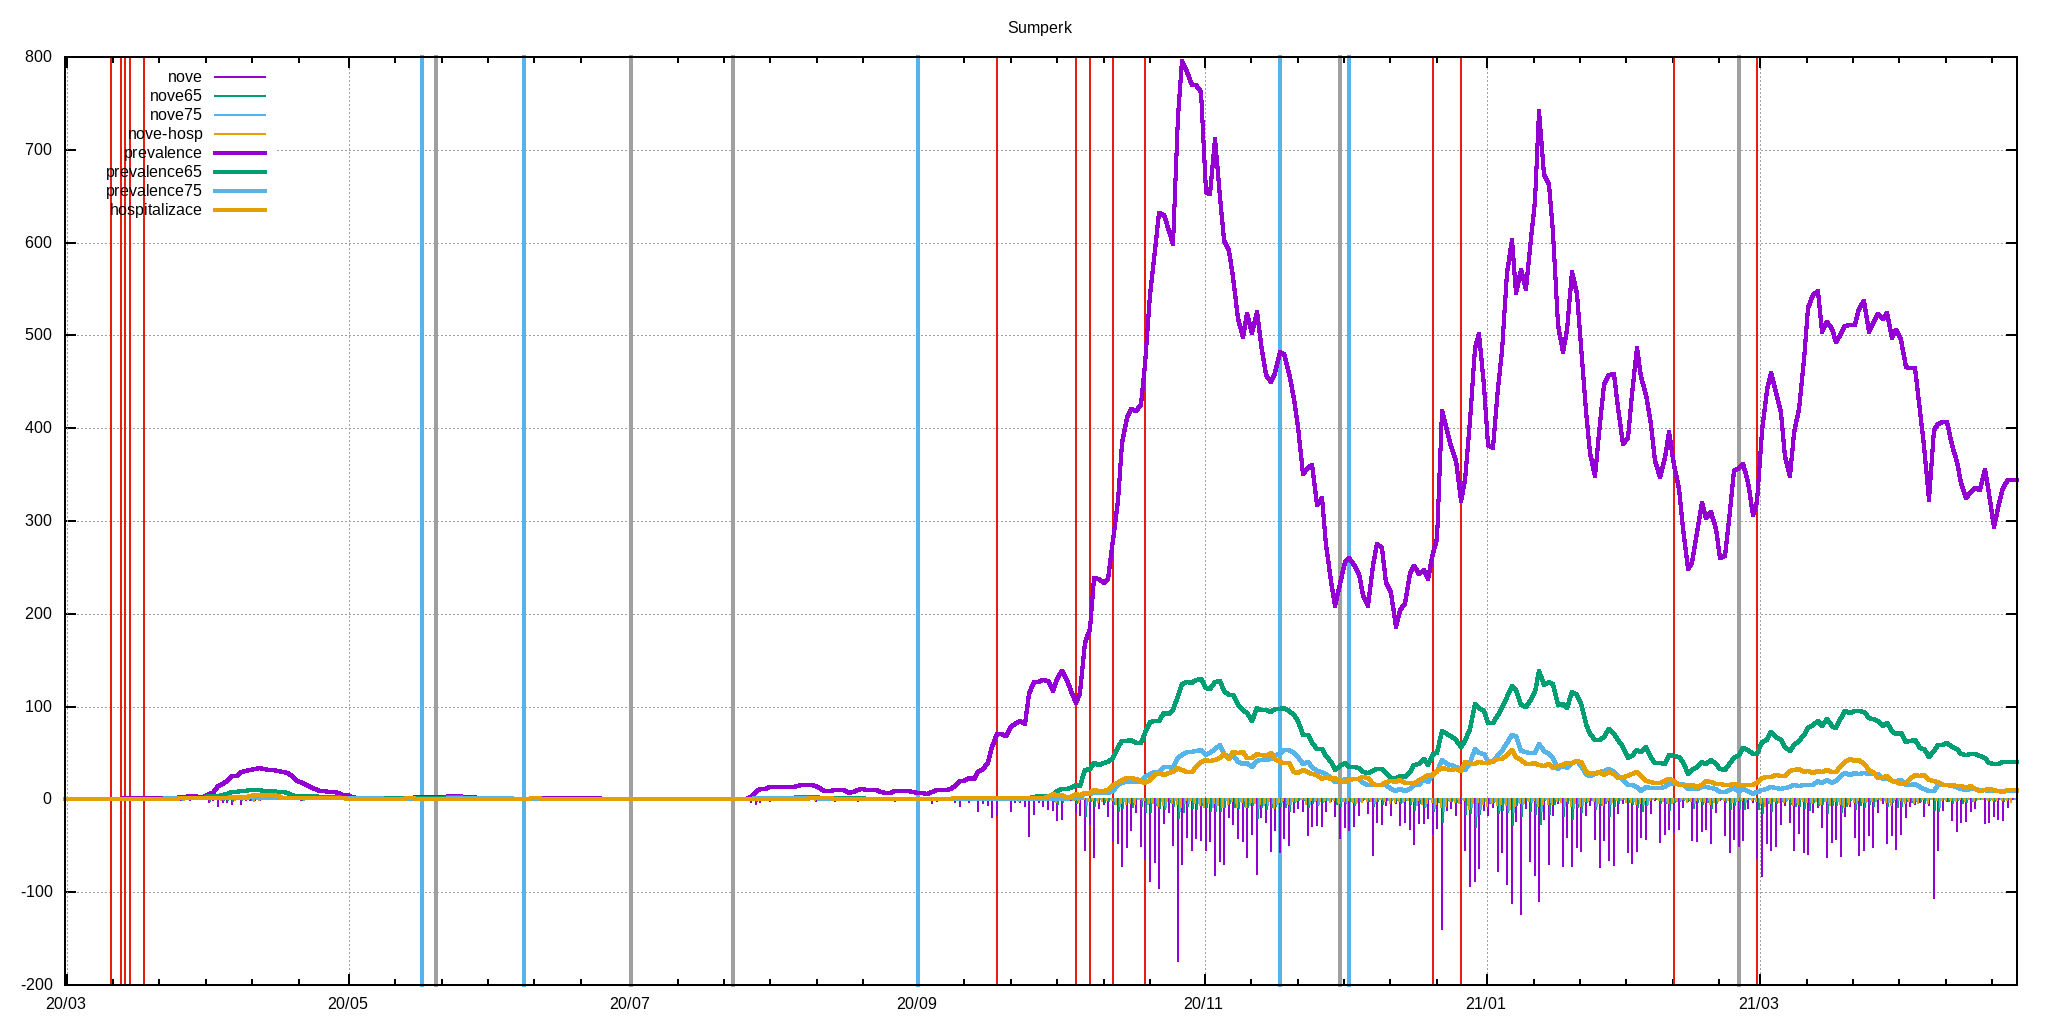 Sumperk
800
700
600
500
400
300
200
100
0
-100
-200
nove
nove65
nove75
nove-hosp
prevalence
prevalence65
prevalence75
hospitalizace
20/03
20/05
20/07
20/09
20/11
21/01
21/03